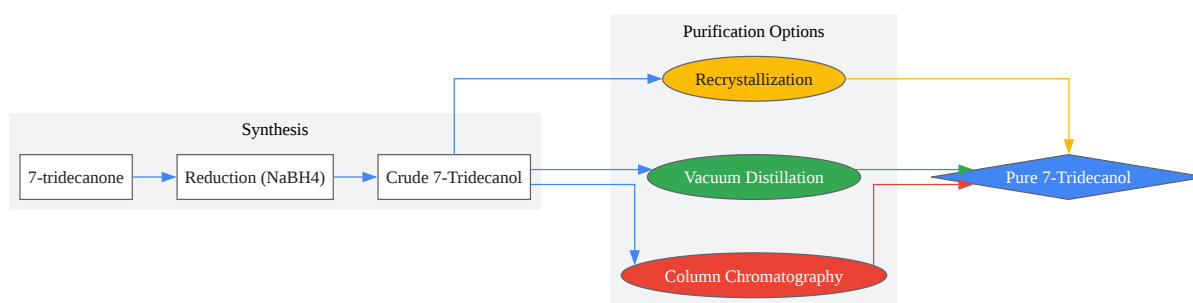 Purification Options
Recrystallization
Synthesis
7-tridecanone
Reduction (NaBH4)
Crude 7-Tridecanol
Vacuum Distillation
Pure 7-Tridecanol
Column Chromatography